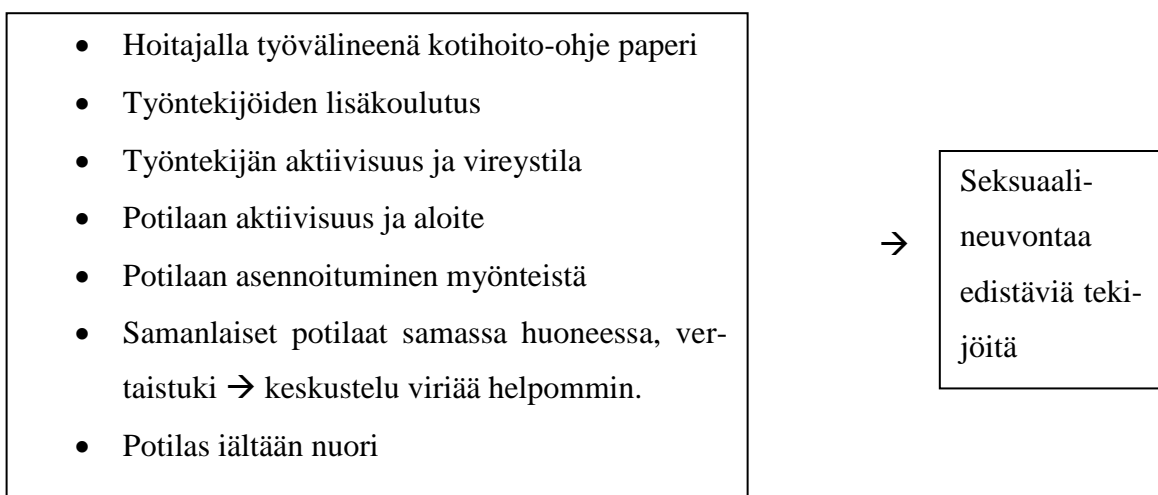 • Hoitajalla työvälineenä kotihoito-ohje paperi
• Työntekijöiden lisäkoulutus
• Työntekijän aktiivisuus ja vireystila
• Potilaan aktiivisuus ja aloite
• Potilaan asennoituminen myönteistä
• Samanlaiset potilaat samassa huoneessa, ver-
taistuki → keskustelu viriää helpommin.
• Potilas iältään nuori
→
Seksuaali-
neuvontaa
edistäviä teki-
jöitä